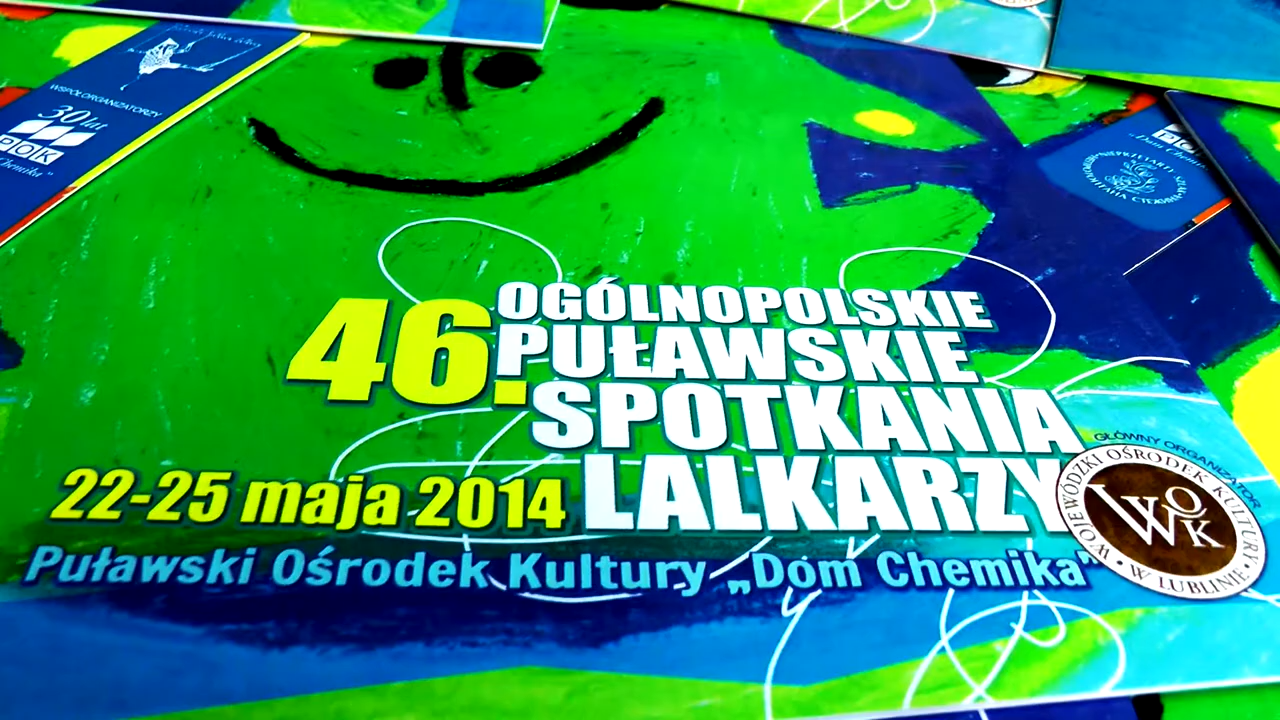 WSPÓŁORGANIZATORZY
30 lat
POK
Chemika"
46.
OGÓLNOPOLSKIE
PUŁAWSKIE
SPOTKANIA
LALKARZY
22-25 maja 2014
Puławski Ośrodek Kultury „Dom Chemika"
GŁÓWNY ORGANIZATOR
WOJEWÓDZKI OŚRODEK KULTURY
W LUBLINIE
WOK